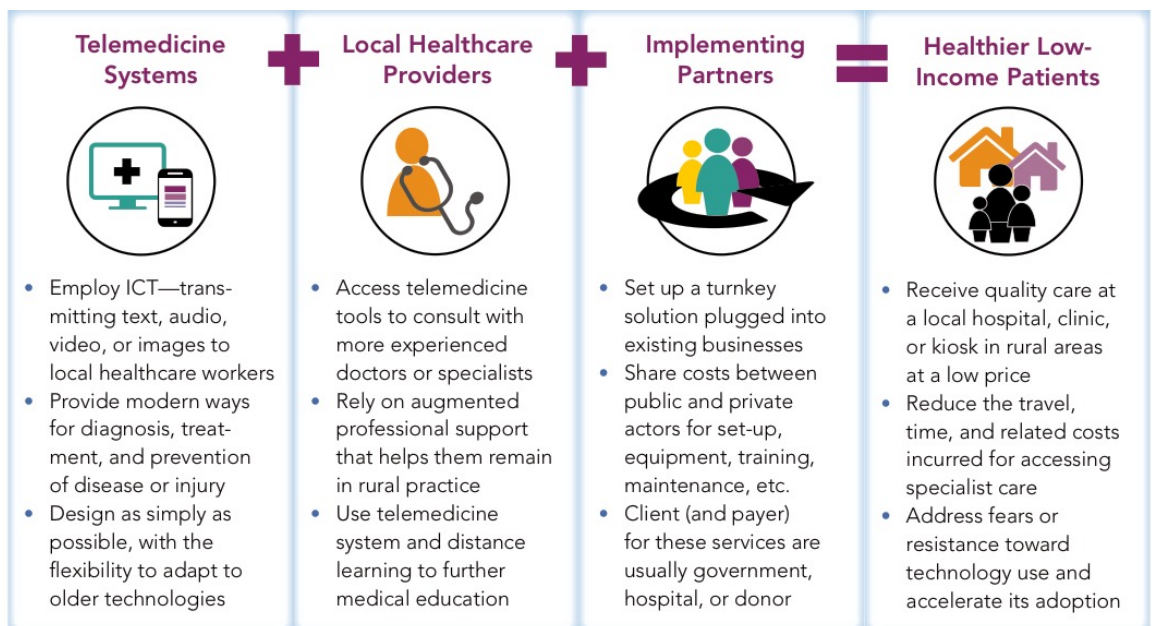 Telemedicine
Systems
Local Healthcare
Providers
Implementing
Partners
Healthier Low-
Income Patients
• Employ ICT—trans-
mitting text, audio,
video, or images to
local healthcare workers
• Provide modern ways
for diagnosis, treat-
ment, and prevention
of disease or injury
• Design as simply as
possible, with the
flexibility to adapt to
older technologies
• Access telemedicine
tools to consult with
more experienced
doctors or specialists
• Rely on augmented
professional support
that helps them remain
in rural practice
• Use telemedicine
system and distance
learning to further
medical education
• Set up a turnkey
solution plugged into
existing businesses
• Share costs between
public and private
actors for set-up,
equipment, training,
maintenance, etc.
• Client (and payer)
for these services are
usually government,
hospital, or donor
• Receive quality care at
a local hospital, clinic,
or kiosk in rural areas
at a low price
• Reduce the travel,
time, and related costs
incurred for accessing
specialist care
• Address fears or
resistance toward
technology use and
accelerate its adoption